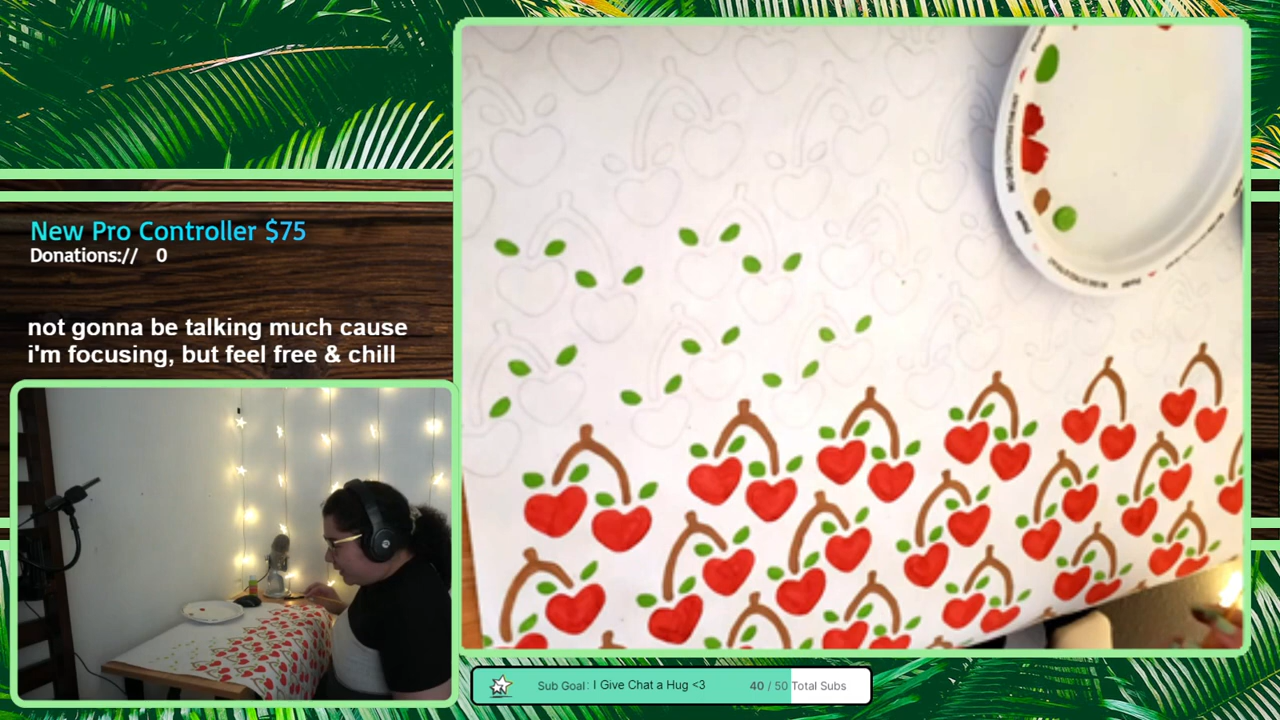 New Pro Controller $75
Donations:// 0
not gonna be talking much cause
i'm focusing, but feel free & chill
Sub Goal: I Give Chat a Hug <3 40 / 50 Total Subs